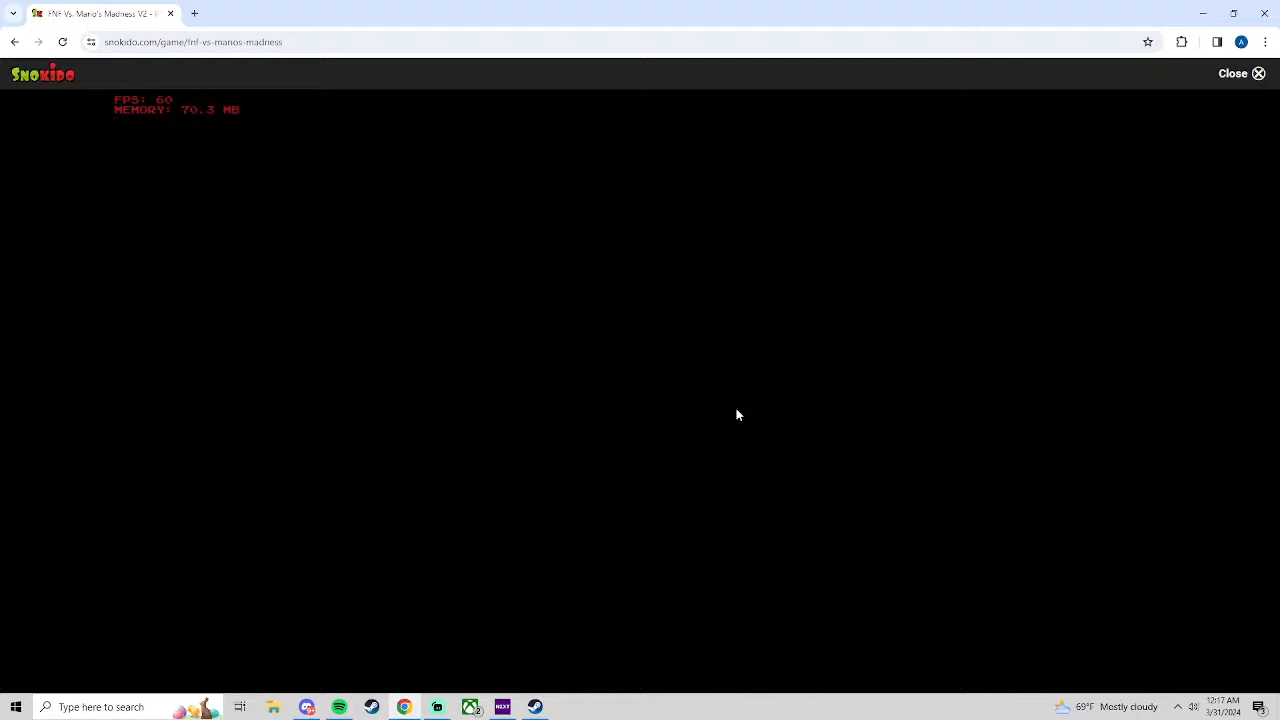 FNF Vs. Mario's Madness V2 - F
snokido.com/game/fnf-vs-marios-madness
SNOKIDO
Close
FPS: 60
MEMORY: 70.3 MB
Type here to search
NZXT
69°F Mostly cloudy
12:17 AM
3/31/2024